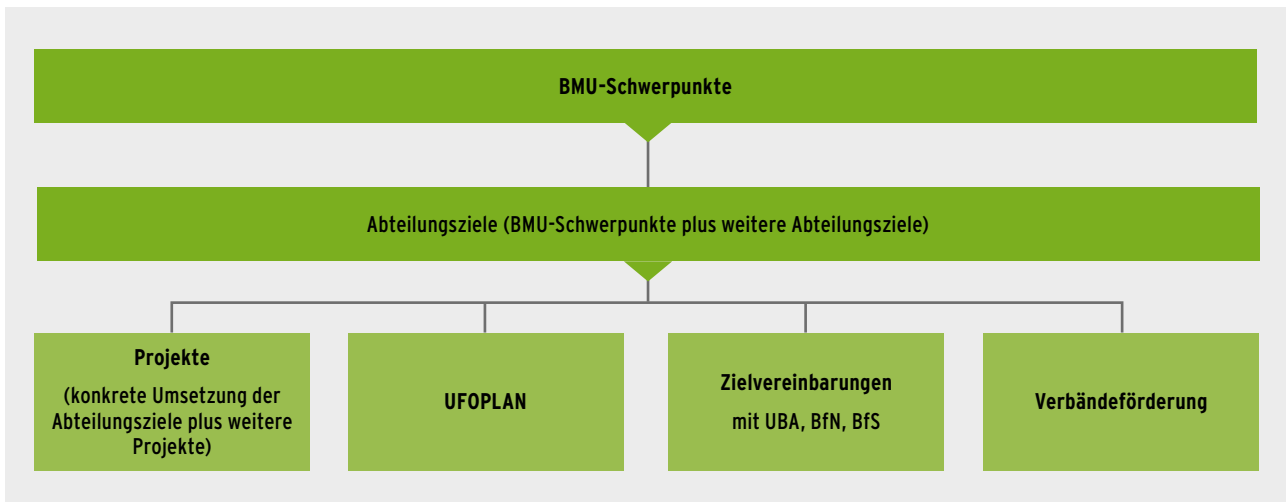 BMU-Schwerpunkte
Abteilungsziele (BMU-Schwerpunkte plus weitere Abteilungsziele)
Projekte
(konkrete Umsetzung der
Abteilungsziele plus weitere
Projekte)
UFOPLAN
Zielvereinbarungen
mit UBA, BfN, BfS
Verbändeförderung